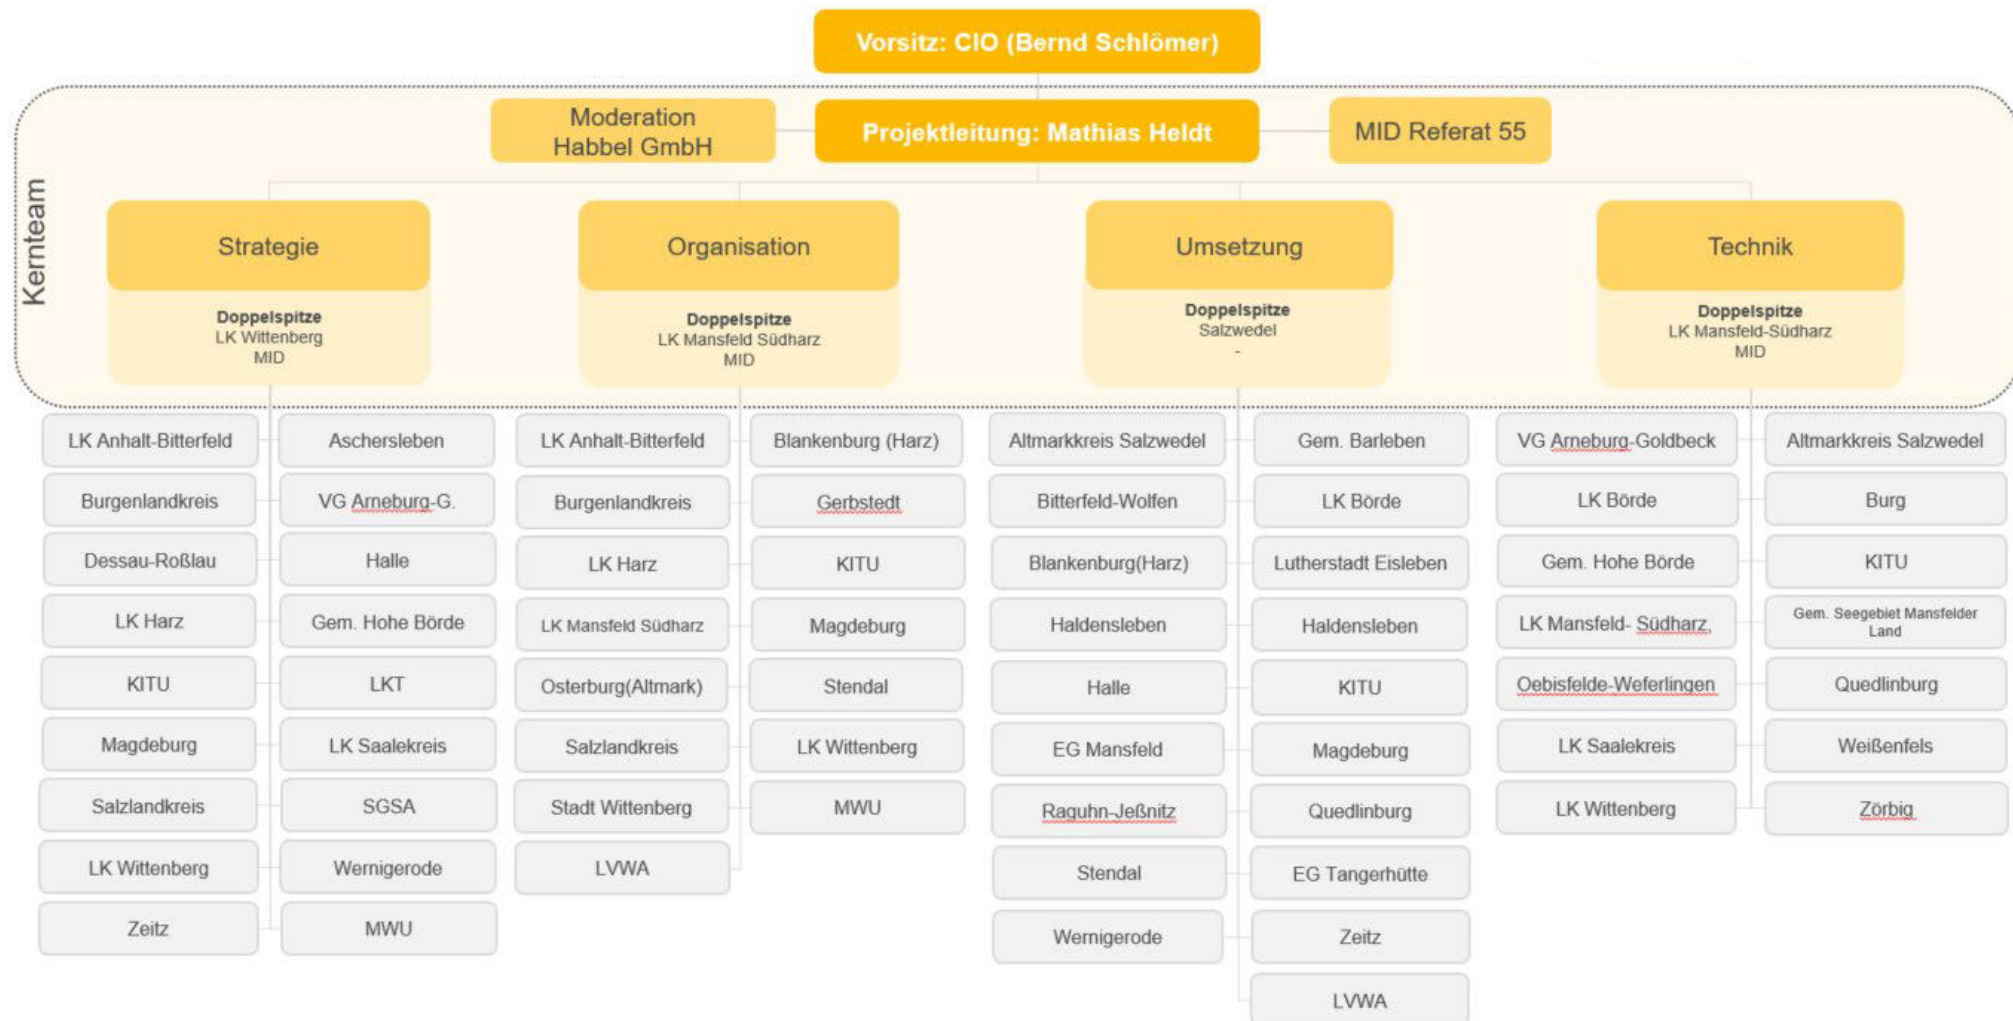 Vorsitz: CIO (Bernd Schlömer)
Kernteam
Moderation
Habbel GmbH
Projektleitung: Mathias Heldt
MID Referat 55
Strategie
Doppelspitze
LK Wittenberg
MID
Organisation
Doppelspitze
LK Mansfeld Südharz
MID
Umsetzung
Doppelspitze
Salzwedel
-
Technik
Doppelspitze
LK Mansfeld-Südharz
MID
LK Anhalt-Bitterfeld
Aschersleben
Burgenlandkreis
VG Arneburg-G.
Dessau-Roßlau
Halle
LK Harz
Gem. Hohe Börde
KITU
LKT
Magdeburg
LK Saalekreis
Salzlandkreis
SGSA
LK Wittenberg
Wernigerode
Zeitz
MWU
LK Anhalt-Bitterfeld
Blankenburg (Harz)
Burgenlandkreis
Gerbstedt
LK Harz
KITU
LK Mansfeld Südharz
Magdeburg
Osterburg(Altmark)
Stendal
Salzlandkreis
LK Wittenberg
Stadt Wittenberg
MWU
LVWA
Altmarkkreis Salzwedel
Gem. Barleben
Bitterfeld-Wolfen
LK Börde
Blankenburg(Harz)
Lutherstadt Eisleben
Haldensleben
Haldensleben
Halle
KITU
EG Mansfeld
Magdeburg
Raguhn-Jeßnitz
Quedlinburg
Stendal
EG Tangerhütte
Wernigerode
Zeitz
LVWA
VG Arneburg-Goldbeck
Altmarkkreis Salzwedel
LK Börde
Burg
Gem. Hohe Börde
KITU
LK Mansfeld- Südharz,
Gem. Seegebiet Mansfelder
Land
Oebisfelde-Weferlingen
Quedlinburg
LK Saalekreis
Weißenfels
LK Wittenberg
Zörbig